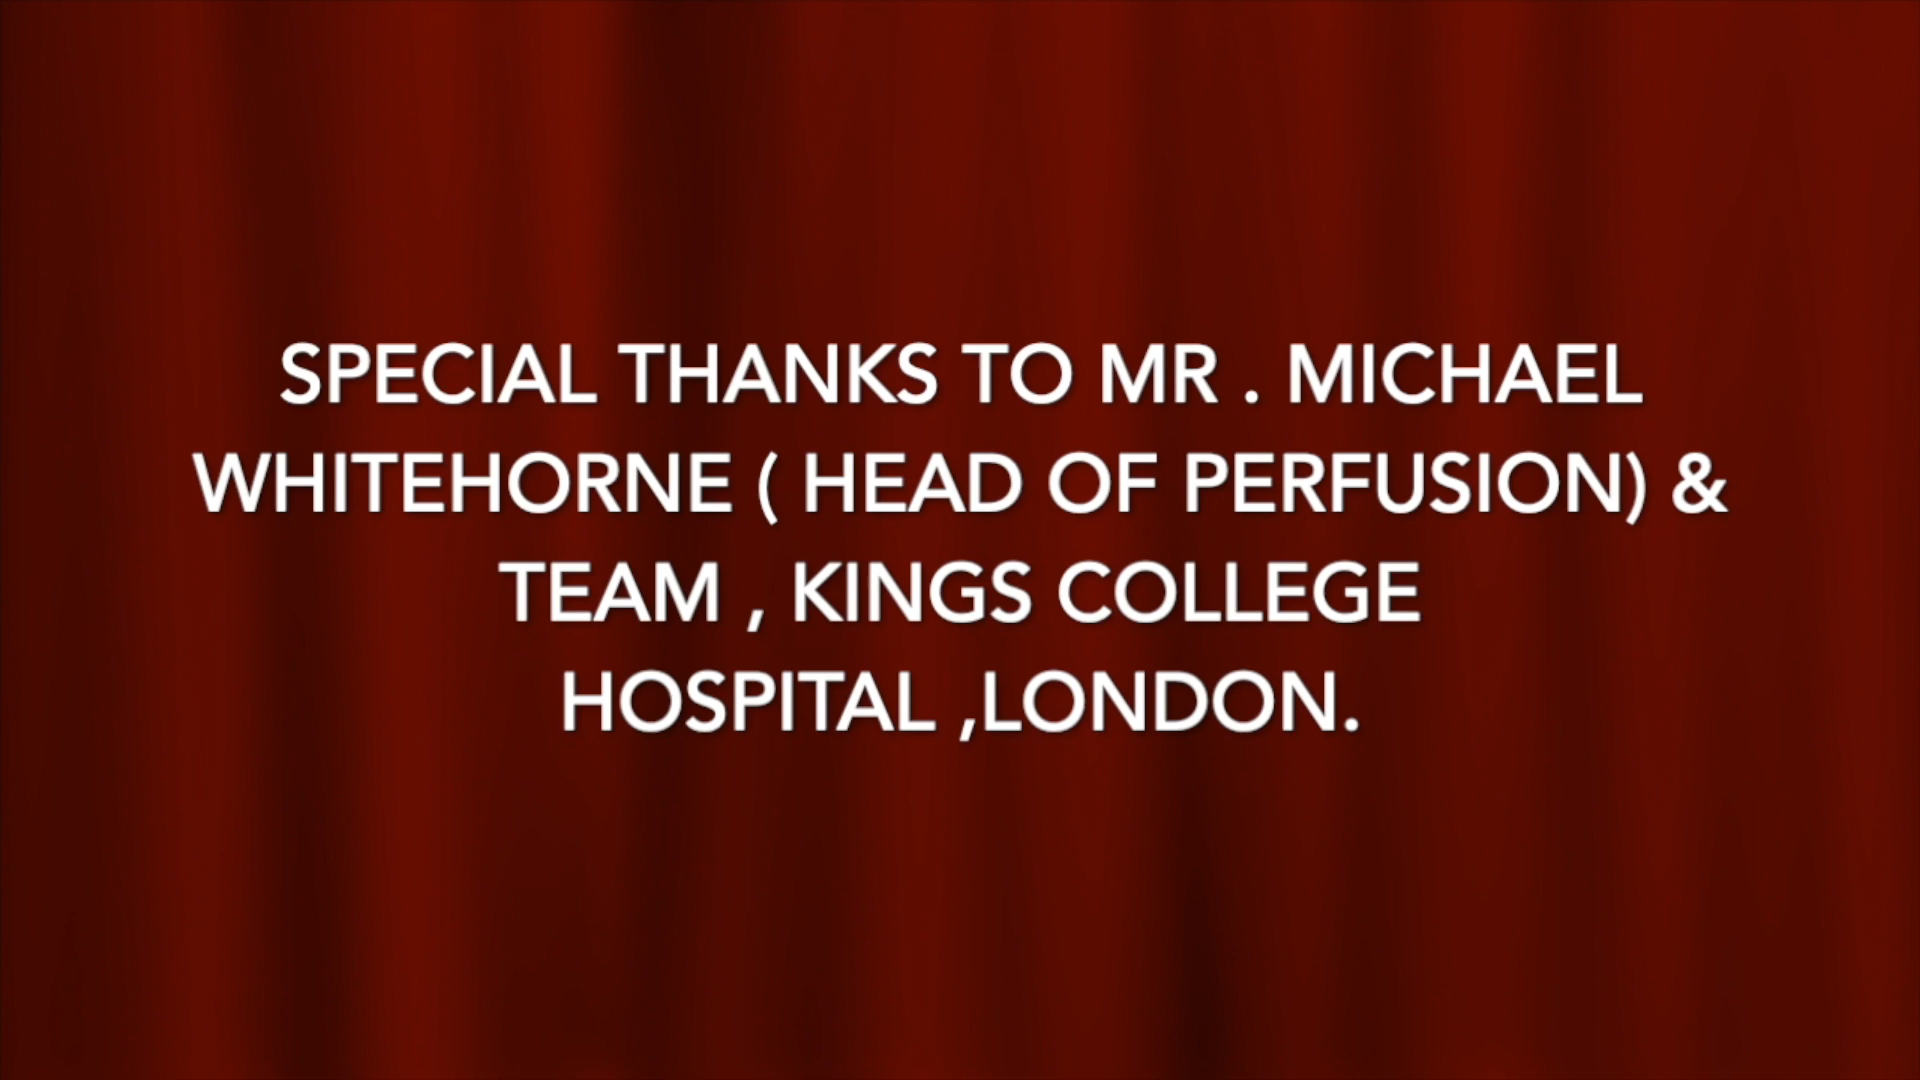 SPECIAL THANKS TO MR . MICHAEL
WHITEHORNE ( HEAD OF PERFUSION) &
TEAM , KINGS COLLEGE
HOSPITAL ,LONDON.